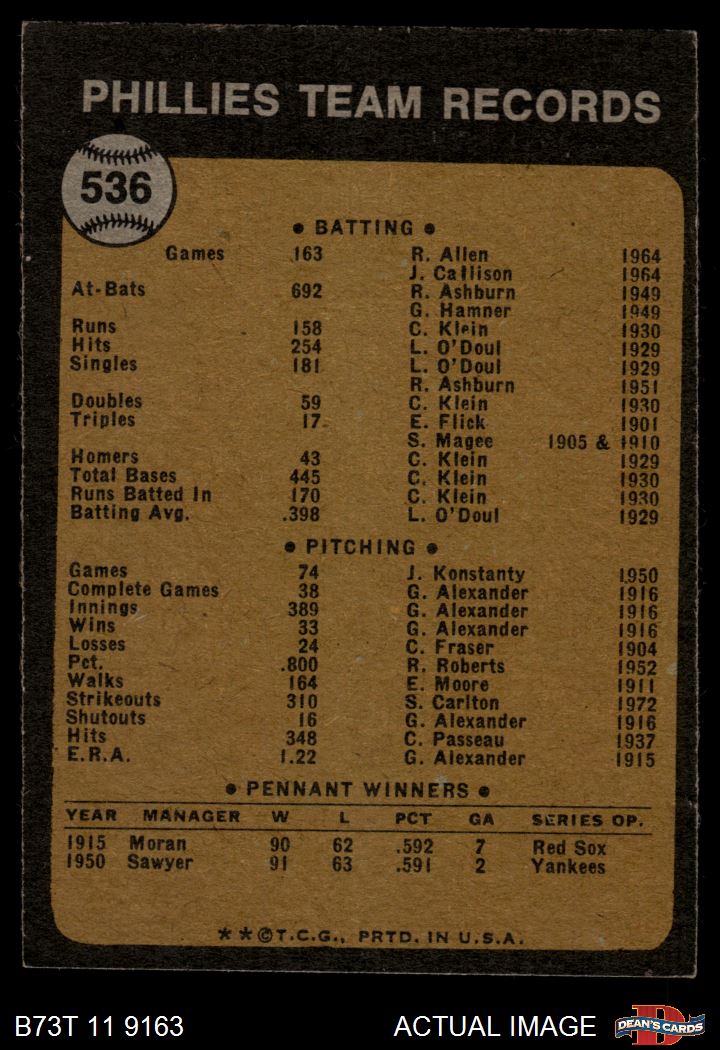 PHILLIES TEAM RECORDS
536
• BATTING •
Games 163 R. Allen 1964
J. Callison 1964
At-Bats 692 R. Ashburn 1949
G. Hamner 1949
Runs 158 C. Klein 1930
Hits 254 L. O'Doul 1929
Singles 181 L. O'Doul 1929
R. Ashburn 1951
Doubles 59 C. Klein 1930
Triples 17 E. Flick 1901
S. Magee 1905 & 1910
Homers 43 C. Klein 1929
Total Bases 445 C. Klein 1930
Runs Batted In 170 C. Klein 1930
Batting Avg. .398 L. O'Doul 1929
• PITCHING •
Games 74 J. Konstanty 1950
Complete Games 38 G. Alexander 1916
Innings 389 G. Alexander 1916
Wins 33 G. Alexander 1916
Losses 24 C. Fraser 1904
Pct. .800 R. Roberts 1952
Walks 164 E. Moore 1911
Strikeouts 310 S. Carlton 1972
Shutouts 16 G. Alexander 1916
Hits 348 C. Passeau 1937
E.R.A. 1.22 G. Alexander 1915
• PENNANT WINNERS •
YEAR MANAGER W L PCT GA SERIES OP.
1915 Moran 90 62 .592 7 Red Sox
1950 Sawyer 91 63 .591 2 Yankees
**©T.C.G., PRTD. IN U.S.A.
B73T 11 9163 ACTUAL IMAGE D DEAN'S CARDS